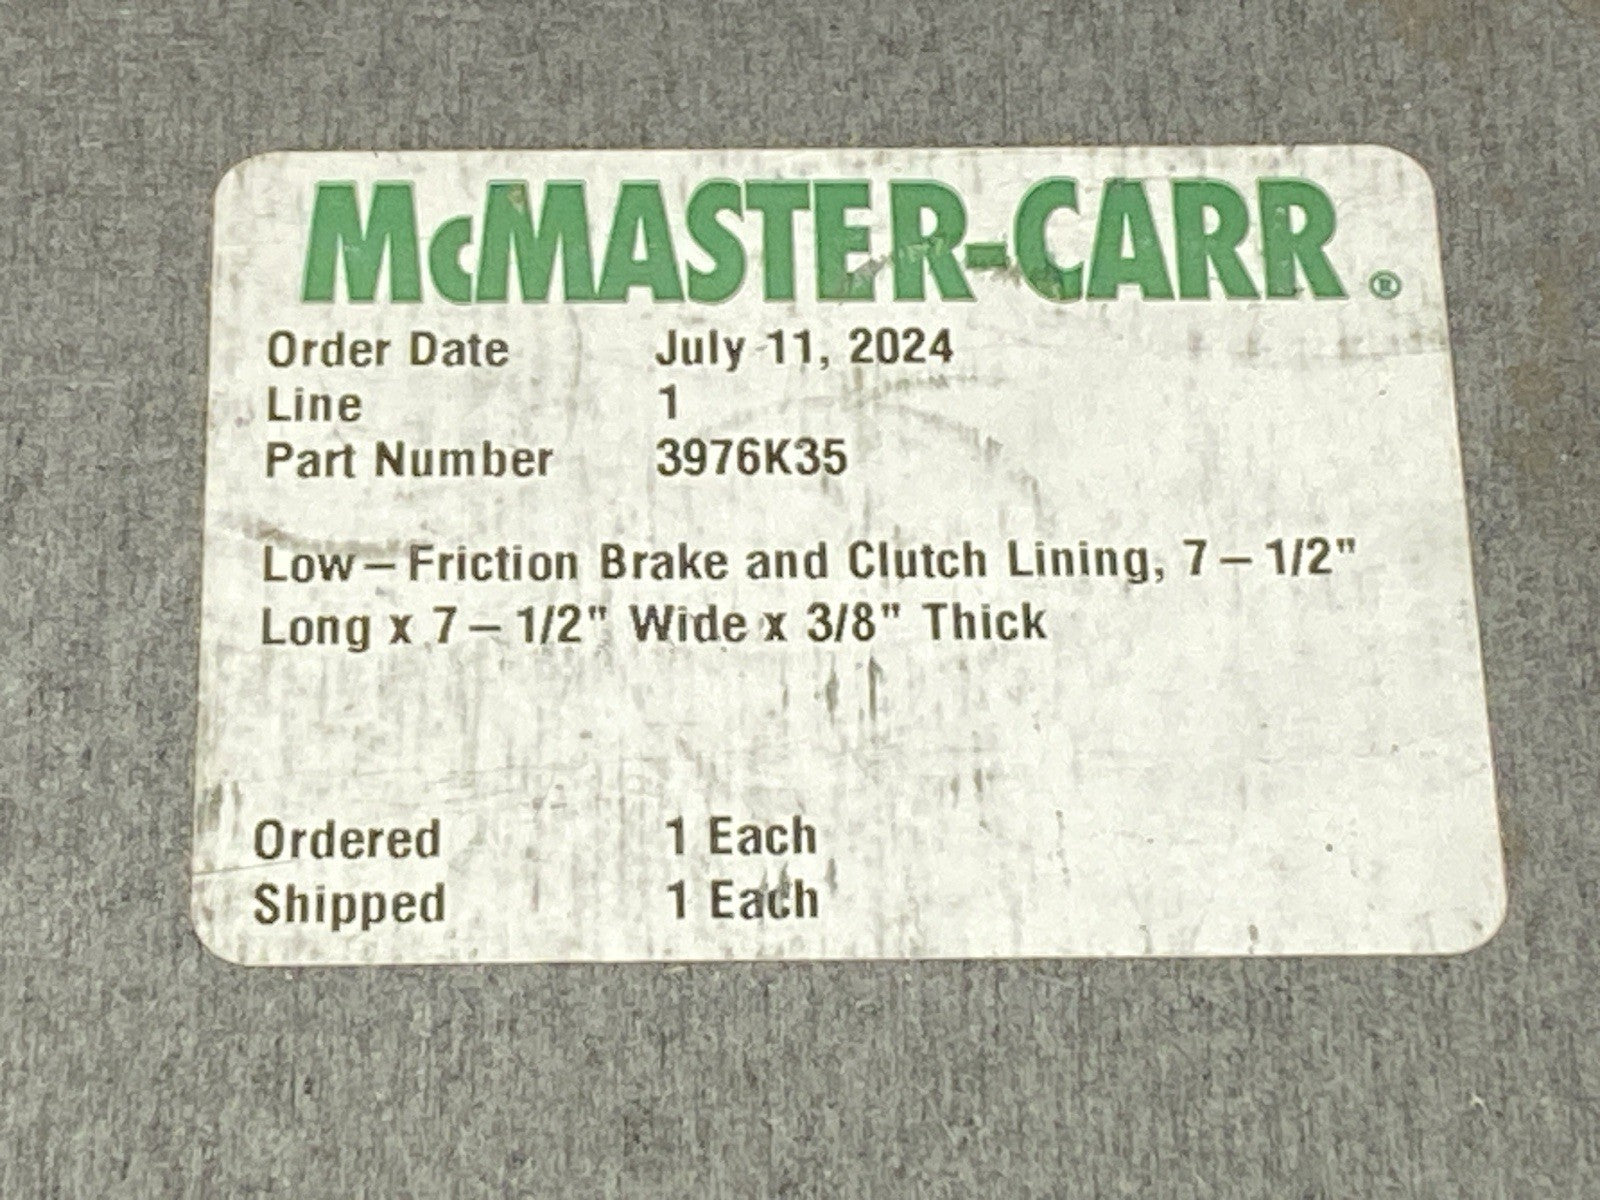 McMASTER-CARR®
Order Date July 11, 2024
Line 1
Part Number 3976K35
Low-Friction Brake and Clutch Lining, 7-1/2"
Long x 7-1/2" Wide x 3/8" Thick
Ordered 1 Each
Shipped 1 Each